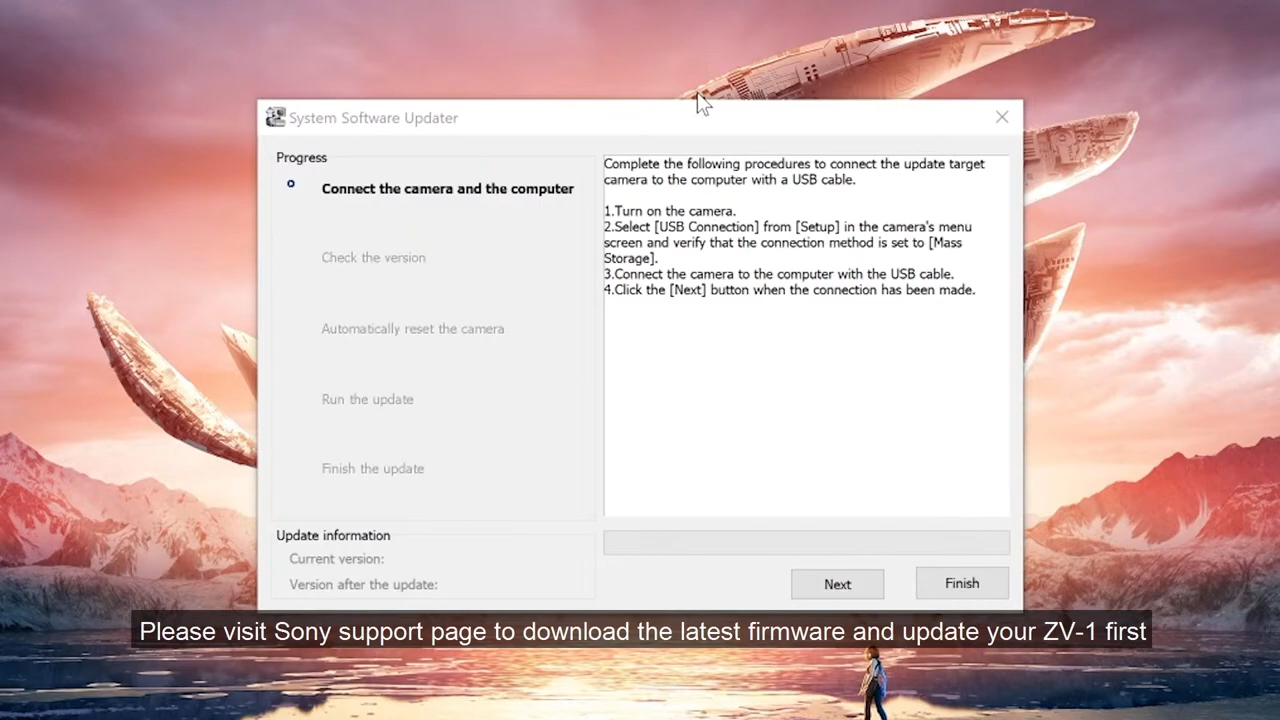 System Software Updater
Progress
Connect the camera and the computer
Check the version
Automatically reset the camera
Run the update
Finish the update
Update information
Current version:
Version after the update:
Complete the following procedures to connect the update target
camera to the computer with a USB cable.
1.Turn on the camera.
2.Select [USB Connection] from [Setup] in the camera's menu
screen and verify that the connection method is set to [Mass
Storage].
3.Connect the camera to the computer with the USB cable.
4.Click the [Next] button when the connection has been made.
Next
Finish
Please visit Sony support page to download the latest firmware and update your ZV-1 first